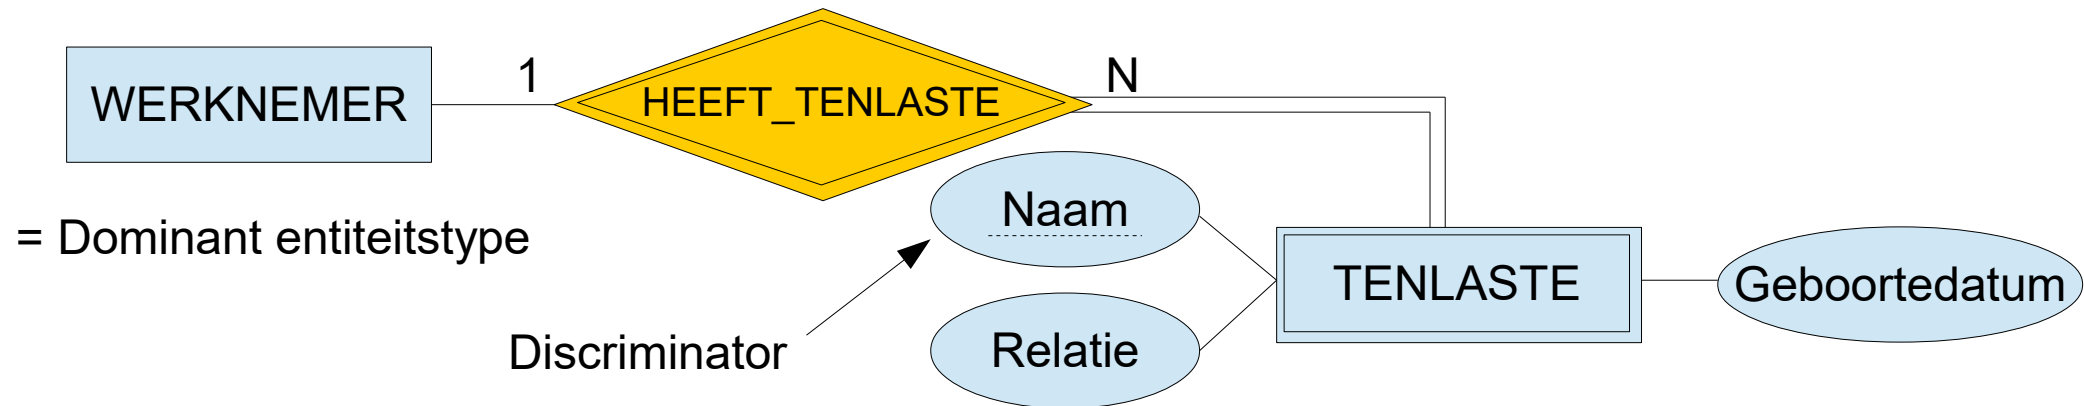 WERKNEMER
1
HEEFT_TENLASTE
N
= Dominant entiteitstype
Naam
Discriminator
Relatie
TENLASTE
Geboortedatum